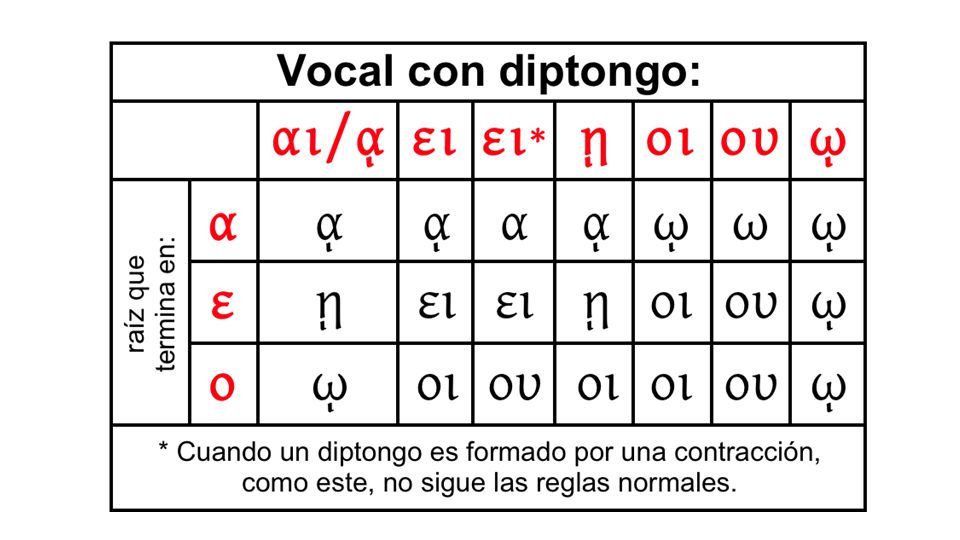 Vocal con diptongo:
αι/ᾳ ει ει* ῃ οι ου ῳ
raíz que
termina en:
α ᾳ ᾳ α ᾳ ῳ ω ῳ
ε ῃ ει ει ῃ οι ου ῳ
ο ῳ οι ου οι οι ου ῳ
* Cuando un diptongo es formado por una contracción,
como este, no sigue las reglas normales.